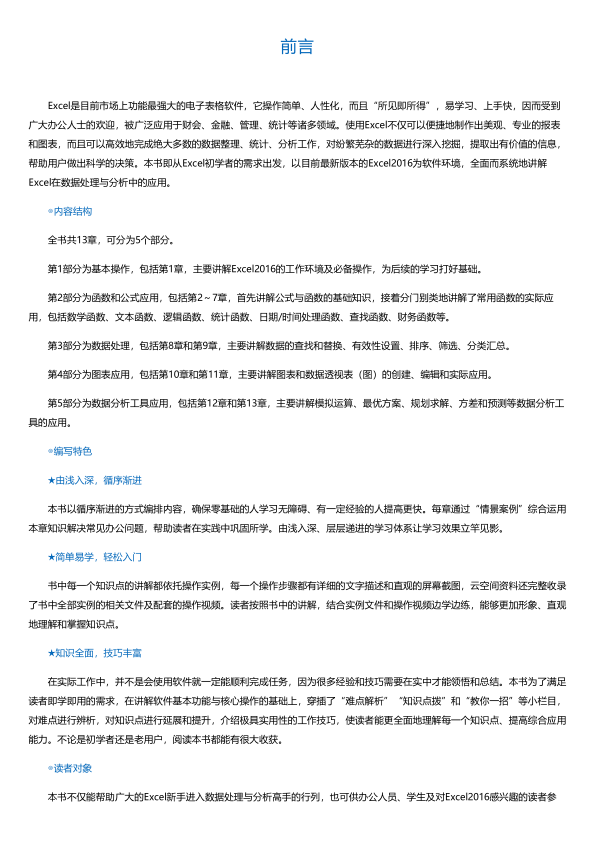 前言
Excel是目前市场上功能最强大的电子表格软件，它操作简单、人性化，而且“所见即所得”，易学习、上手快，因而受到
广大办公人士的欢迎，被广泛应用于财会、金融、管理、统计等诸多领域。使用Excel不仅可以便捷地制作出美观、专业的报表
和图表，而且可以高效地完成绝大多数的数据整理、统计、分析工作，对纷繁芜杂的数据进行深入挖掘，提取出有价值的信息，
帮助用户做出科学的决策。本书即从Excel初学者的需求出发，以目前最新版本的Excel2016为软件环境，全面而系统地讲解
Excel在数据处理与分析中的应用。
◎内容结构
全书共13章，可分为5个部分。
第1部分为基本操作，包括第1章，主要讲解Excel2016的工作环境及必备操作，为后续的学习打好基础。
第2部分为函数和公式应用，包括第2～7章，首先讲解公式与函数的基础知识，接着分门别类地讲解了常用函数的实际应
用，包括数学函数、文本函数、逻辑函数、统计函数、日期/时间处理函数、查找函数、财务函数等。
第3部分为数据处理，包括第8章和第9章，主要讲解数据的查找和替换、有效性设置、排序、筛选、分类汇总。
第4部分为图表应用，包括第10章和第11章，主要讲解图表和数据透视表（图）的创建、编辑和实际应用。
第5部分为数据分析工具应用，包括第12章和第13章，主要讲解模拟运算、最优方案、规划求解、方差和预测等数据分析工
具的应用。
◎编写特色
★由浅入深，循序渐进
本书以循序渐进的方式编排内容，确保零基础的人学习无障碍、有一定经验的人提高更快。每章通过“情景案例”综合运用
本章知识解决常见办公问题，帮助读者在实践中巩固所学。由浅入深、层层递进的学习体系让学习效果立竿见影。
★简单易学，轻松入门
书中每一个知识点的讲解都依托操作实例，每一个操作步骤都有详细的文字描述和直观的屏幕截图，云空间资料还完整收录
了书中全部实例的相关文件及配套的操作视频。读者按照书中的讲解，结合实例文件和操作视频边学边练，能够更加形象、直观
地理解和掌握知识点。
★知识全面，技巧丰富
在实际工作中，并不是会使用软件就一定能顺利完成任务，因为很多经验和技巧需要在实中才能领悟和总结。本书为了满足
读者即学即用的需求，在讲解软件基本功能与核心操作的基础上，穿插了“难点解析”“知识点拨”和“教你一招”等小栏目，
对难点进行辨析，对知识点进行延展和提升，介绍极具实用性的工作技巧，使读者能更全面地理解每一个知识点、提高综合应用
能力。不论是初学者还是老用户，阅读本书都能有很大收获。
◎读者对象
本书不仅能帮助广大的Excel新手进入数据处理与分析高手的行列，也可供办公人员、学生及对Excel2016感兴趣的读者参